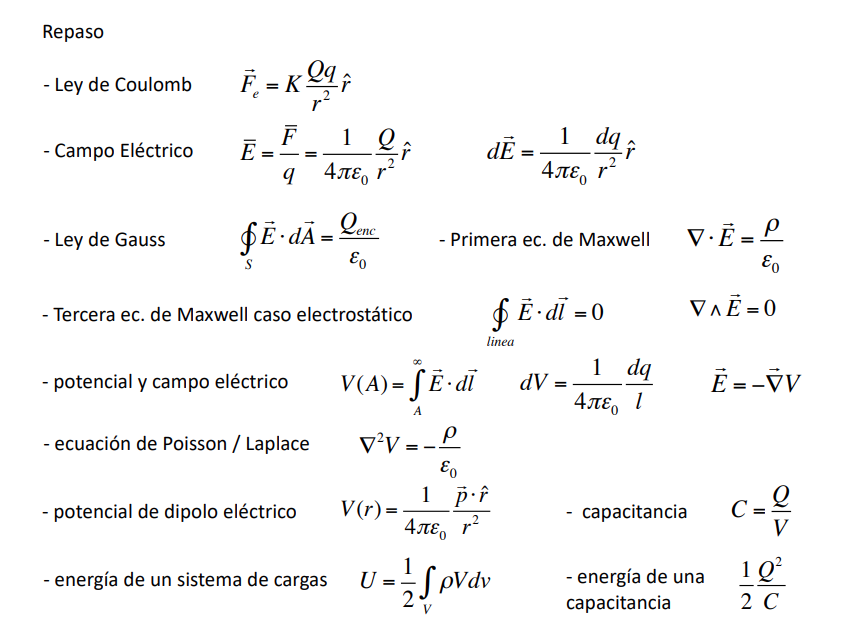 Repaso
- Ley de Coulomb $\vec{F}_e = K \frac{Qq}{r^2} \hat{r}$
- Campo Eléctrico $\overline{E} = \frac{\overline{F}}{q} = \frac{1}{4\pi\varepsilon_0} \frac{Q}{r^2} \hat{r}$ $d\vec{E} = \frac{1}{4\pi\varepsilon_0} \frac{dq}{r^2} \hat{r}$
- Ley de Gauss $\oint_S \vec{E} \cdot d\vec{A} = \frac{Q_{enc}}{\varepsilon_0}$ - Primera ec. de Maxwell $\nabla \cdot \vec{E} = \frac{\rho}{\varepsilon_0}$
- Tercera ec. de Maxwell caso electrostático $\oint_{linea} \vec{E} \cdot d\vec{l} = 0$ $\nabla \wedge \vec{E} = 0$
- potencial y campo eléctrico $V(A) = \int_A^\infty \vec{E} \cdot d\vec{l}$ $dV = \frac{1}{4\pi\varepsilon_0} \frac{dq}{l}$ $\vec{E} = -\vec{\nabla} V$
- ecuación de Poisson / Laplace $\nabla^2 V = -\frac{\rho}{\varepsilon_0}$
- potencial de dipolo eléctrico $V(r) = \frac{1}{4\pi\varepsilon_0} \frac{\vec{p} \cdot \hat{r}}{r^2}$ - capacitancia $C = \frac{Q}{V}$
- energía de un sistema de cargas $U = \frac{1}{2} \int_V \rho V dv$ - energía de una capacitancia $\frac{1}{2} \frac{Q^2}{C}$